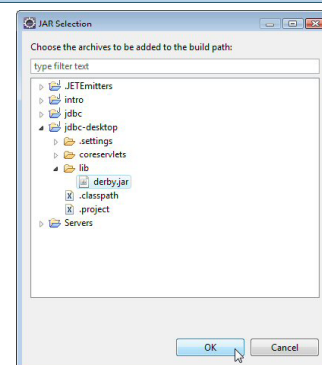 JAR Selection
Choose the archives to be added to the build path:
type filter text
.JETEmitters
intro
jdbc
jdbc-desktop
.settings
coreservlets
lib
derby.jar
.classpath
.project
Servers
OK
Cancel